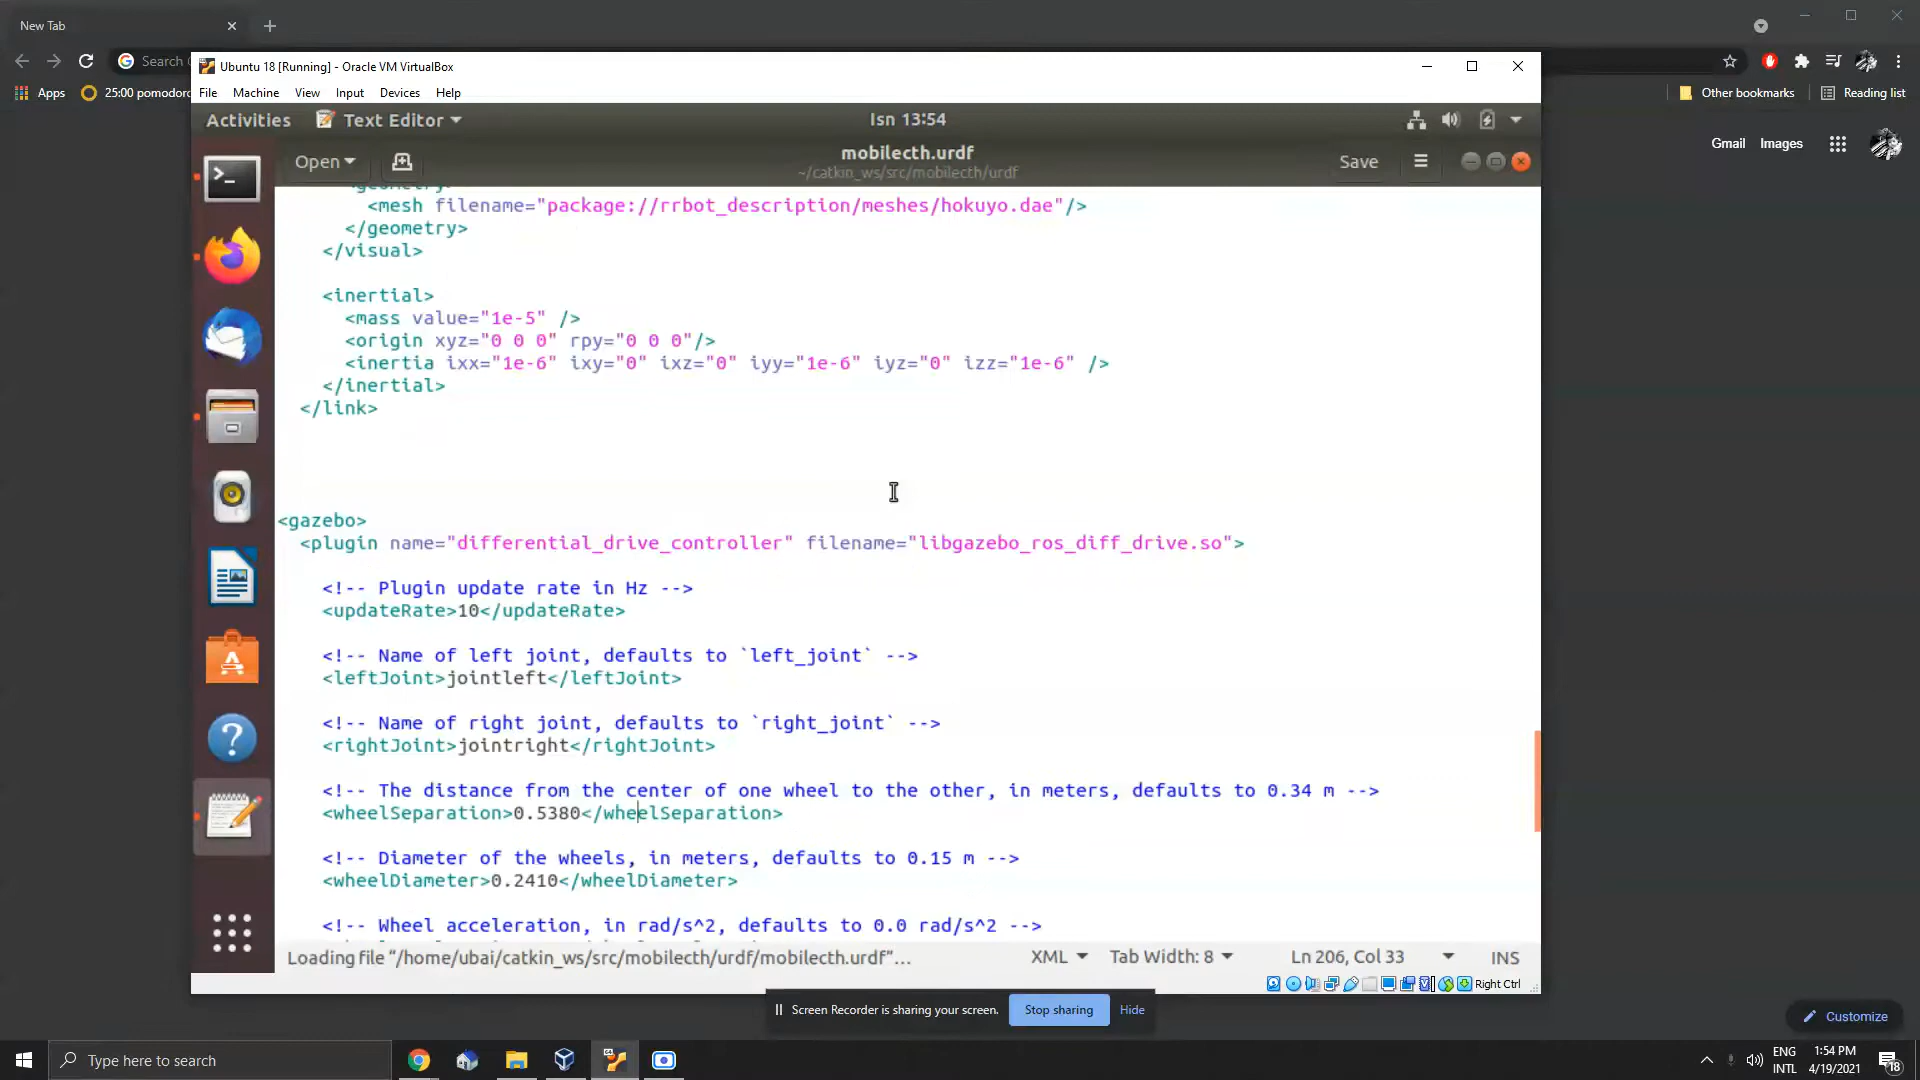 New Tab
Search
Apps
25:00 pomodoro
Other bookmarks
Reading list
Ubuntu 18 [Running] - Oracle VM VirtualBox
File Machine View Input Devices Help
Gmail Images
Activities Text Editor Isn 13:54
Open mobilecth.urdf Save
~/catkin_ws/src/mobilecth/urdf
<geometry>
<mesh filename="package://rrbot_description/meshes/hokuyo.dae"/>
</geometry>
</visual>
<inertial>
<mass value="1e-5" />
<origin xyz="0 0 0" rpy="0 0 0"/>
<inertia ixx="1e-6" ixy="0" ixz="0" iyy="1e-6" iyz="0" izz="1e-6" />
</inertial>
</link>
<gazebo>
<plugin name="differential_drive_controller" filename="libgazebo_ros_diff_drive.so">
<!-- Plugin update rate in Hz -->
<updateRate>10</updateRate>
<!-- Name of left joint, defaults to `left_joint` -->
<leftJoint>jointleft</leftJoint>
<!-- Name of right joint, defaults to `right_joint` -->
<rightJoint>jointright</rightJoint>
<!-- The distance from the center of one wheel to the other, in meters, defaults to 0.34 m -->
<wheelSeparation>0.5380</wheelSeparation>
<!-- Diameter of the wheels, in meters, defaults to 0.15 m -->
<wheelDiameter>0.2410</wheelDiameter>
<!-- Wheel acceleration, in rad/s^2, defaults to 0.0 rad/s^2 -->
Loading file "/home/ubai/catkin_ws/src/mobilecth/urdf/mobilecth.urdf"... XML Tab Width: 8 Ln 206, Col 33 INS
Right Ctrl
Screen Recorder is sharing your screen. Stop sharing Hide
Customize
Type here to search
ENG
INTL
1:54 PM
4/19/2021
18